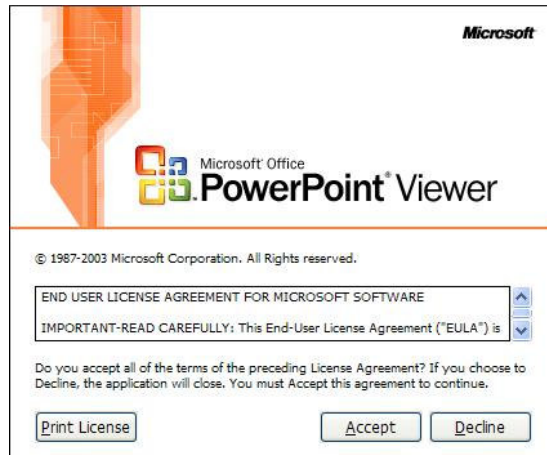 Microsoft
Microsoft® Office
PowerPoint® Viewer
© 1987-2003 Microsoft Corporation. All Rights reserved.
END USER LICENSE AGREEMENT FOR MICROSOFT SOFTWARE
IMPORTANT-READ CAREFULLY: This End-User License Agreement ("EULA") is
Do you accept all of the terms of the preceding License Agreement? If you choose to
Decline, the application will close. You must Accept this agreement to continue.
Print License
Accept
Decline